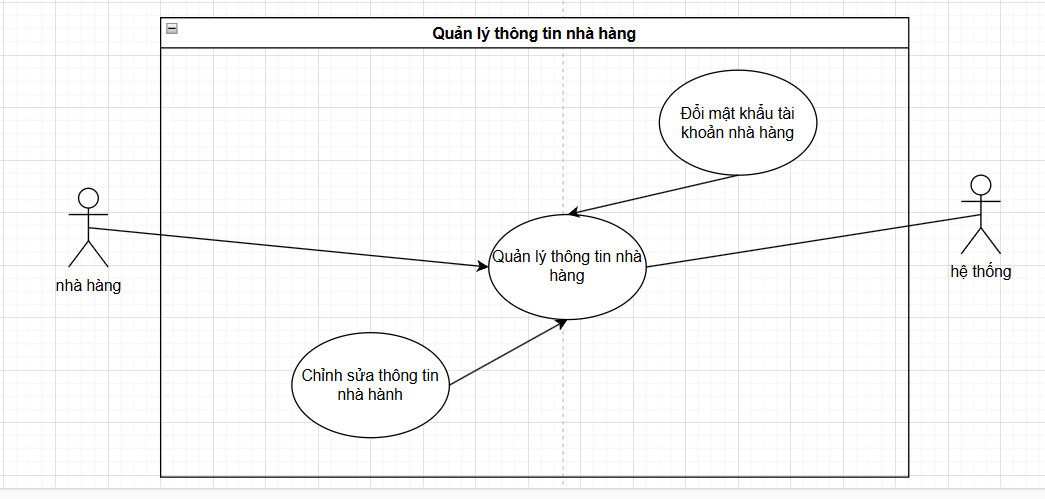 Quản lý thông tin nhà hàng
Đổi mật khẩu tài
khoản nhà hàng
Quản lý thông tin nhà
hàng
nhà hàng
hệ thống
Chỉnh sửa thông tin
nhà hành